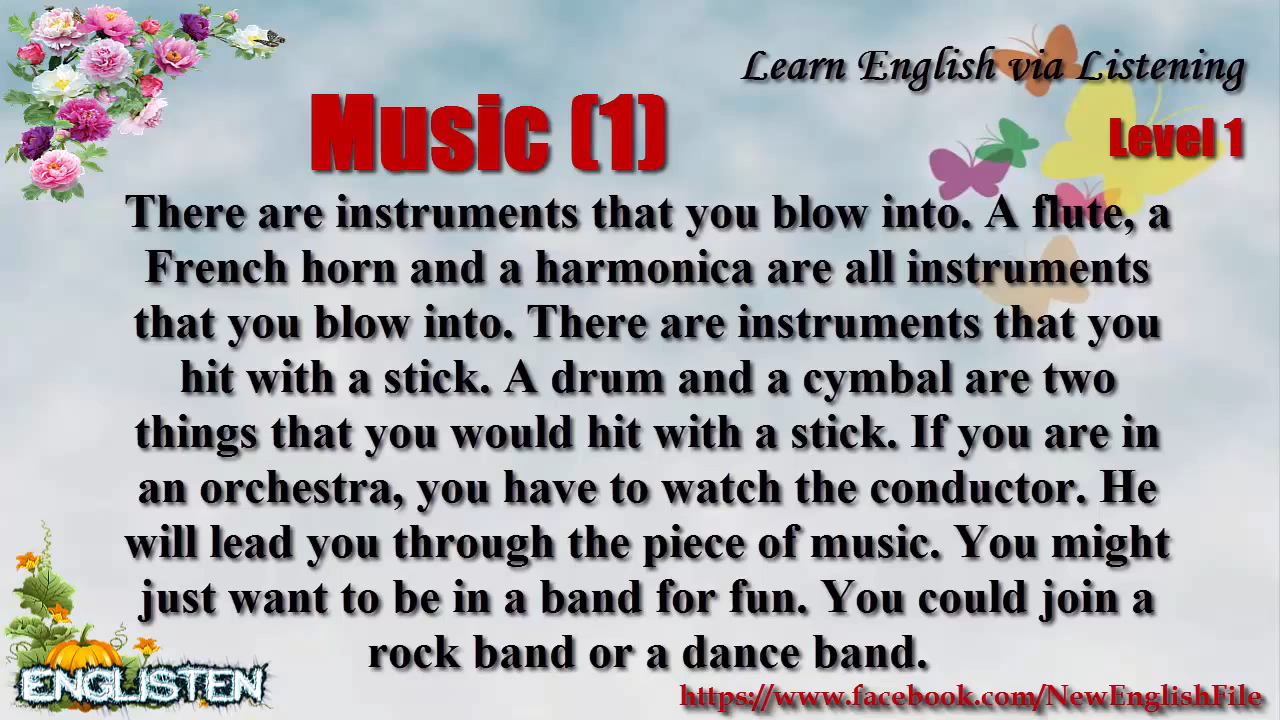 Learn English via Listening
Music (1)
Level 1
There are instruments that you blow into. A flute, a
French horn and a harmonica are all instruments
that you blow into. There are instruments that you
hit with a stick. A drum and a cymbal are two
things that you would hit with a stick. If you are in
an orchestra, you have to watch the conductor. He
will lead you through the piece of music. You might
just want to be in a band for fun. You could join a
rock band or a dance band.
ENGLISTEN
https://www.facebook.com/NewEnglishFile